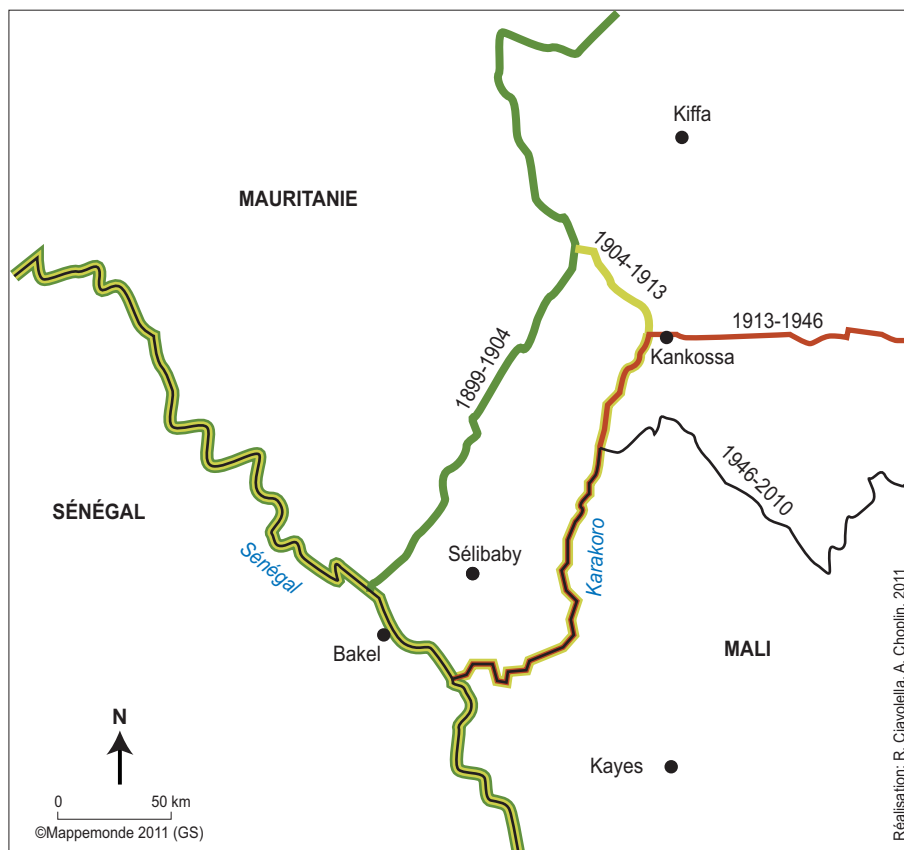 Kiffa
MAURITANIE
1904-1913
1913-1946
Kankossa
1899-1904
1946-2010
SÉNÉGAL
Sénégal
Sélibaby
Karakoro
Bakel
MALI
N
Kayes
0 50 km
©Mappemonde 2011 (GS)
Réalisation: R. Ciavolella, A. Choplin, 2011